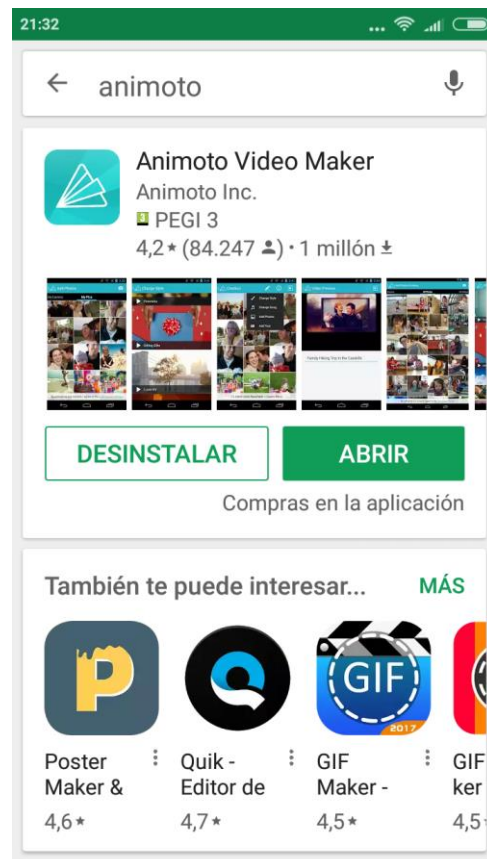 21:32
animoto
Animoto Video Maker
Animoto Inc.
3 PEGI 3
4,2★ (84.247) · 1 millón
DESINSTALAR
ABRIR
Compras en la aplicación
También te puede interesar...
MÁS
P
GIF
2017
Poster Maker &
Quik - Editor de
GIF Maker -
GIF
ker
4,6★
4,7★
4,5★
4,5